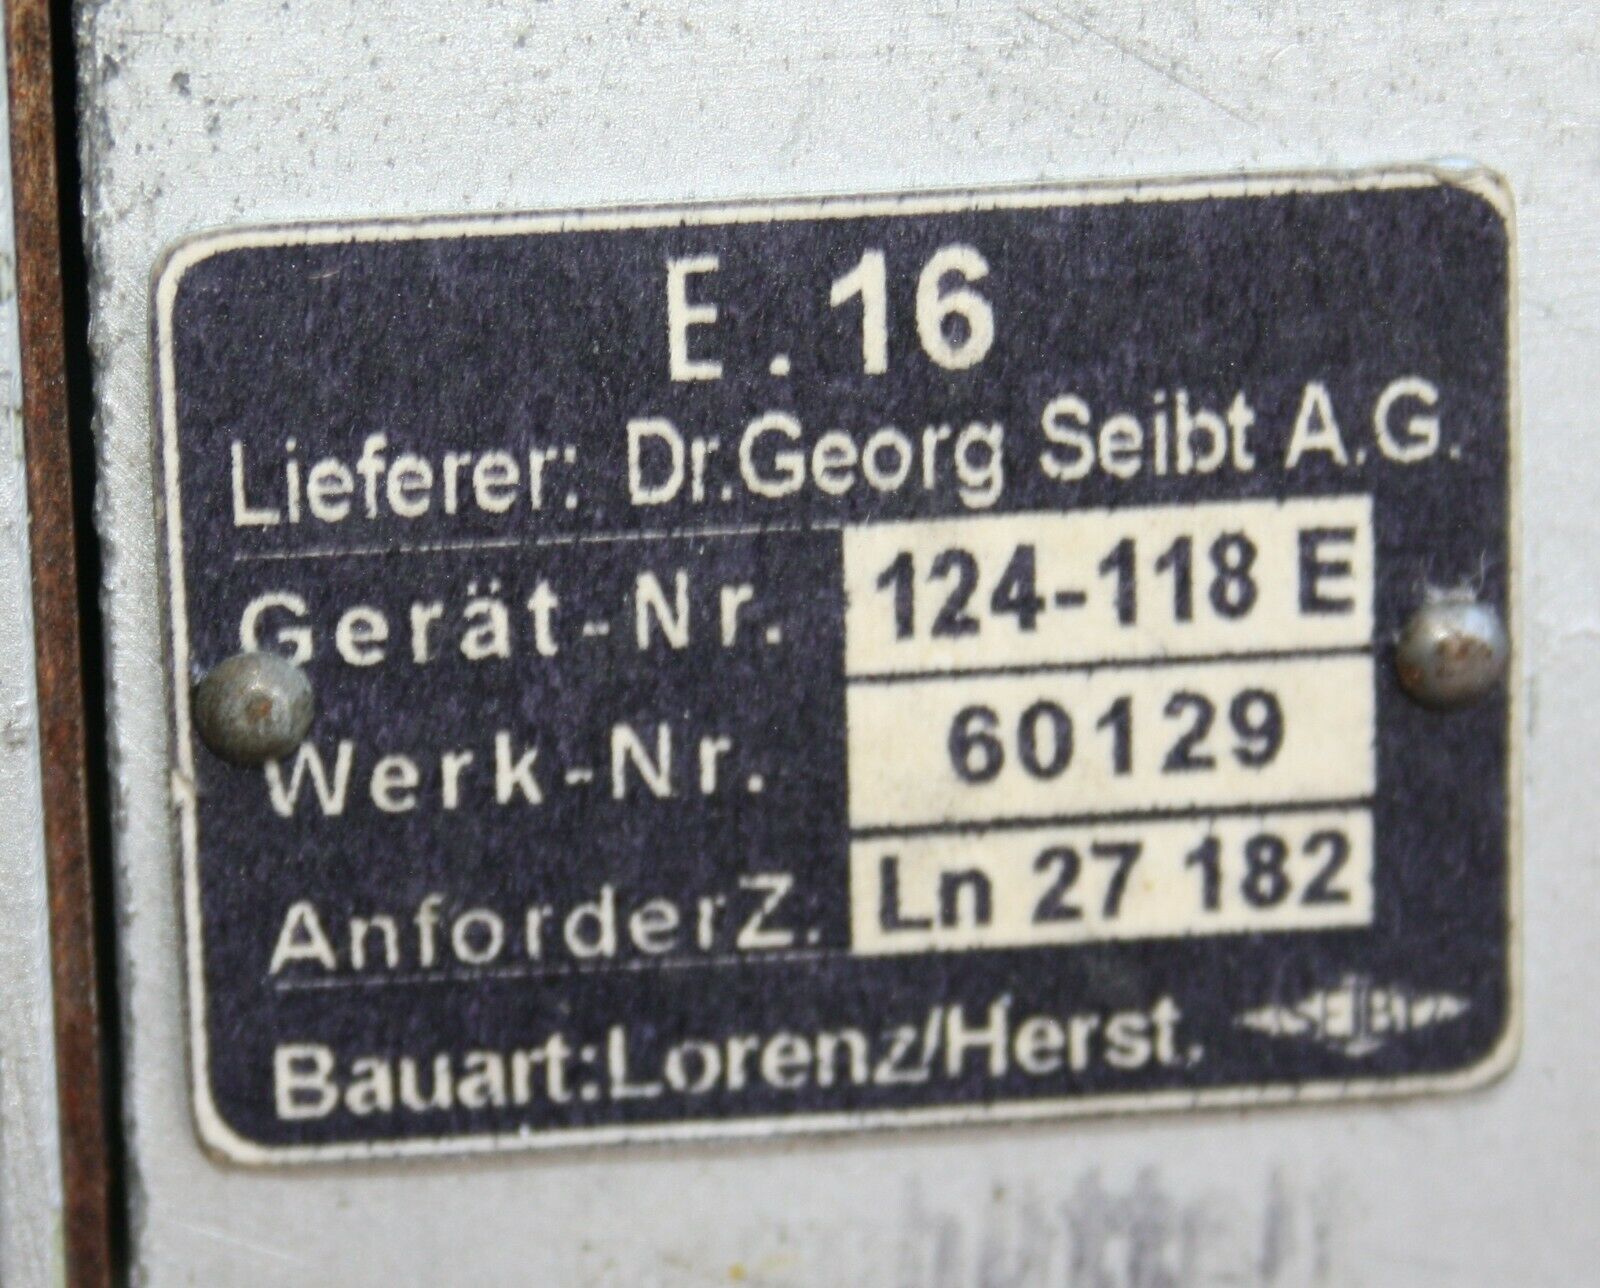 E. 16
Lieferer: Dr. Georg Seibt A.G.
Gerät-Nr. 124-118 E
Werk-Nr. 60129
AnforderZ. Ln 27 182
Bauart: Lorenz/Herst. SEIBT